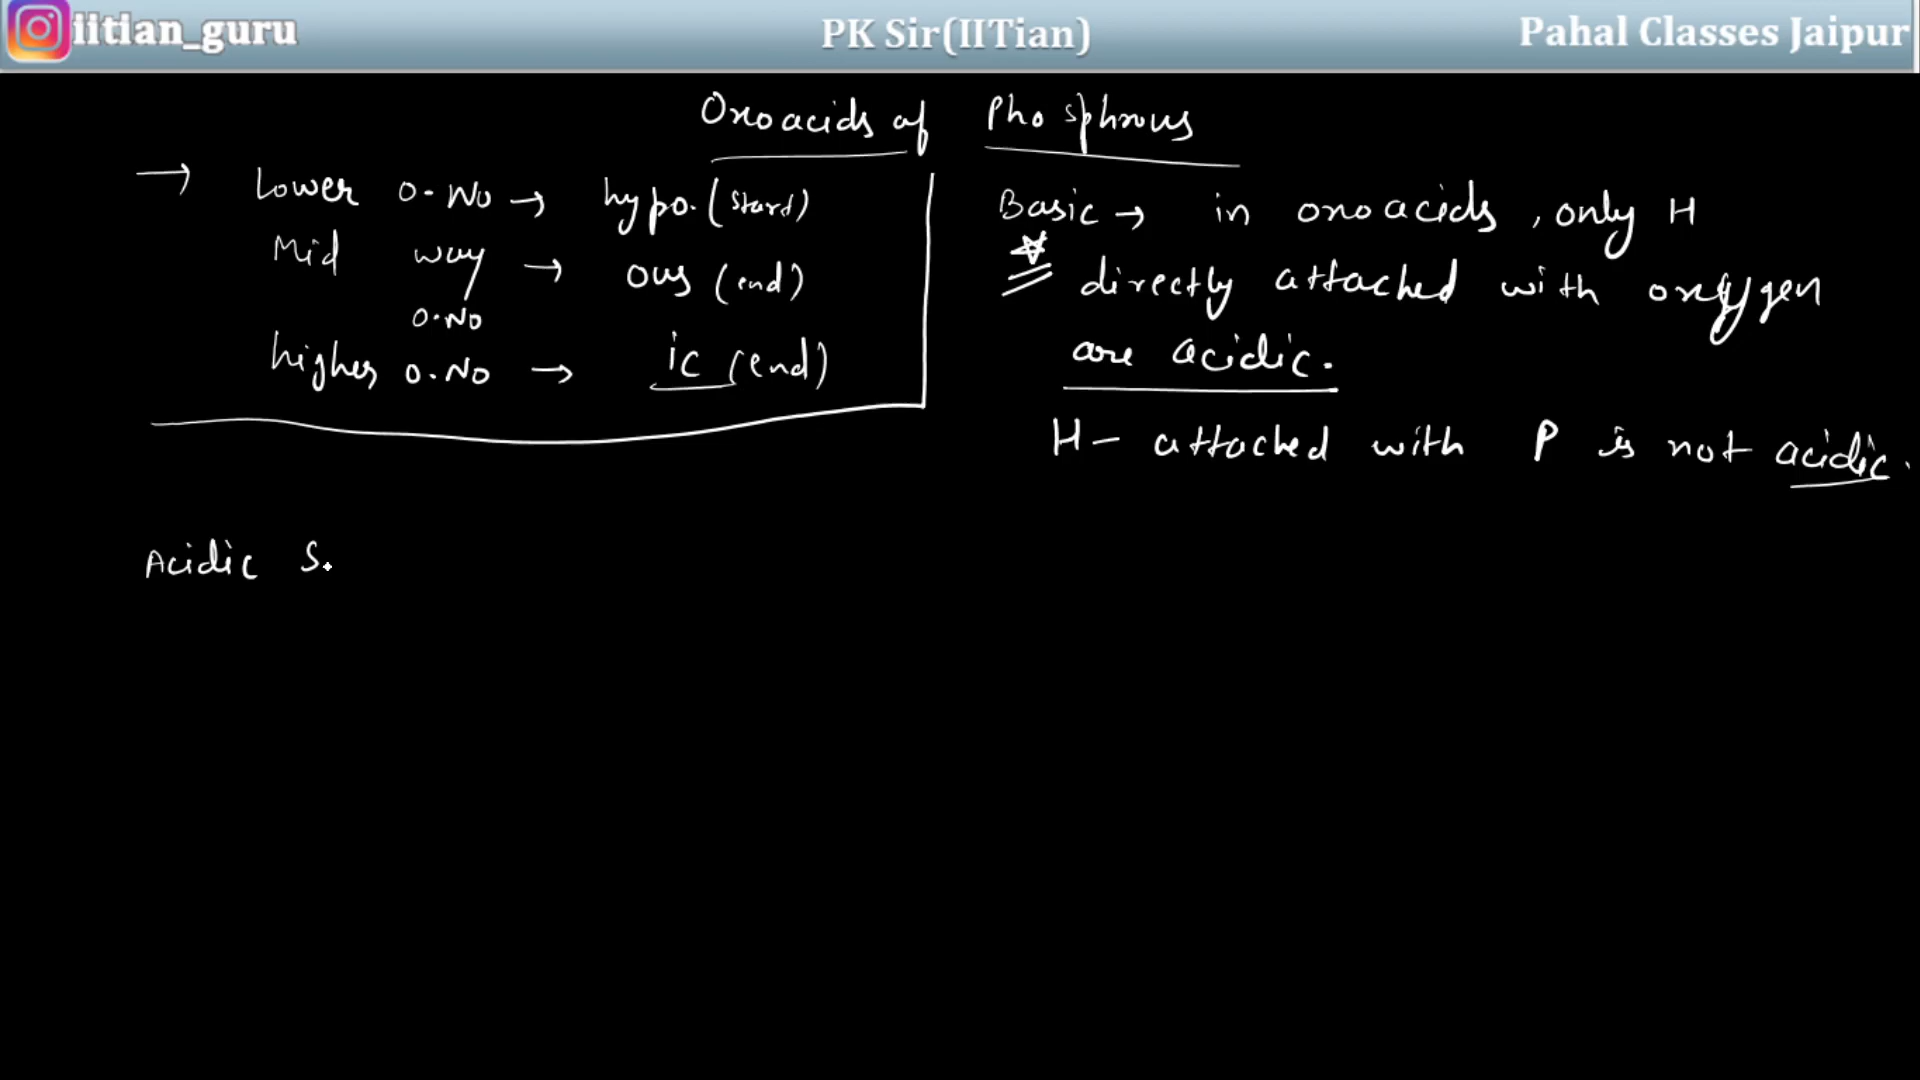 iitian_guru
PK Sir(IITian)
Pahal Classes Jaipur
Oxoacids of Phosphrous
→ Lower O.No → hypo. (start)
Mid way O.No → ous (end)
higher O.No → ic (end)
Basic → in oxoacids, only H
directly attached with oxygen
are acidic.
H- attached with P is not acidic.
Acidic S.